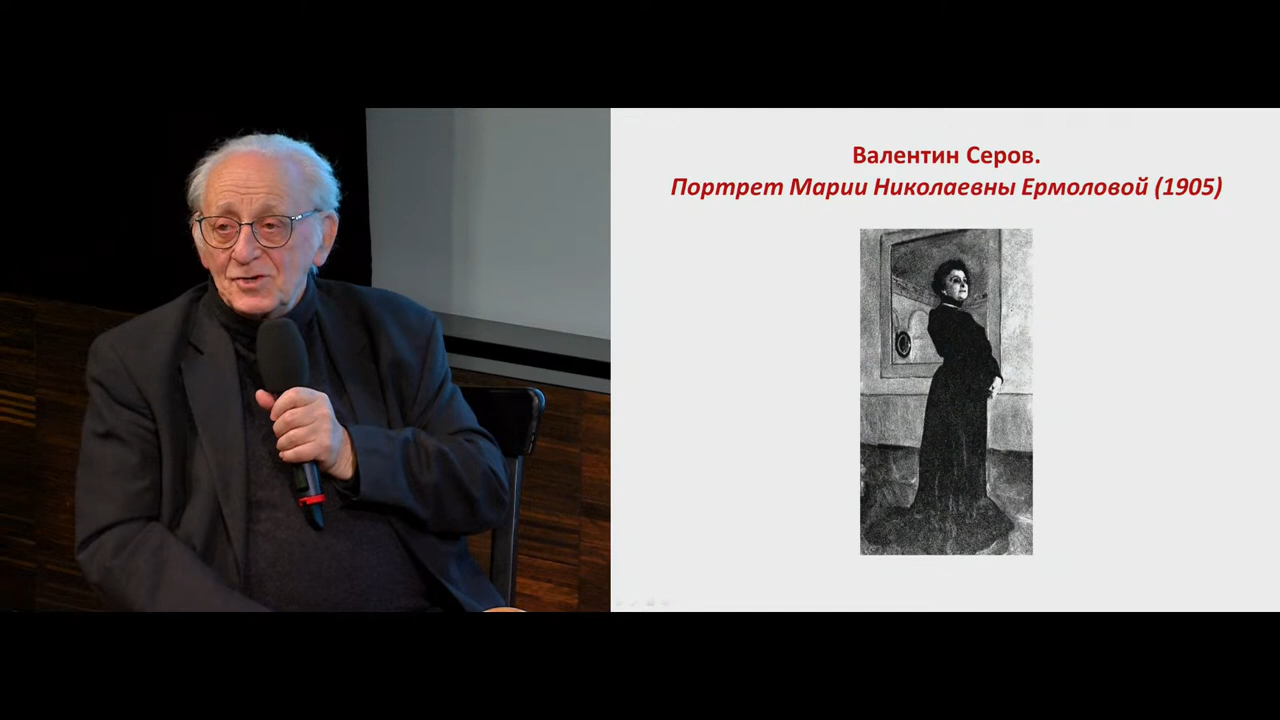 Валентин Серов.
Портрет Марии Николаевны Ермоловой (1905)